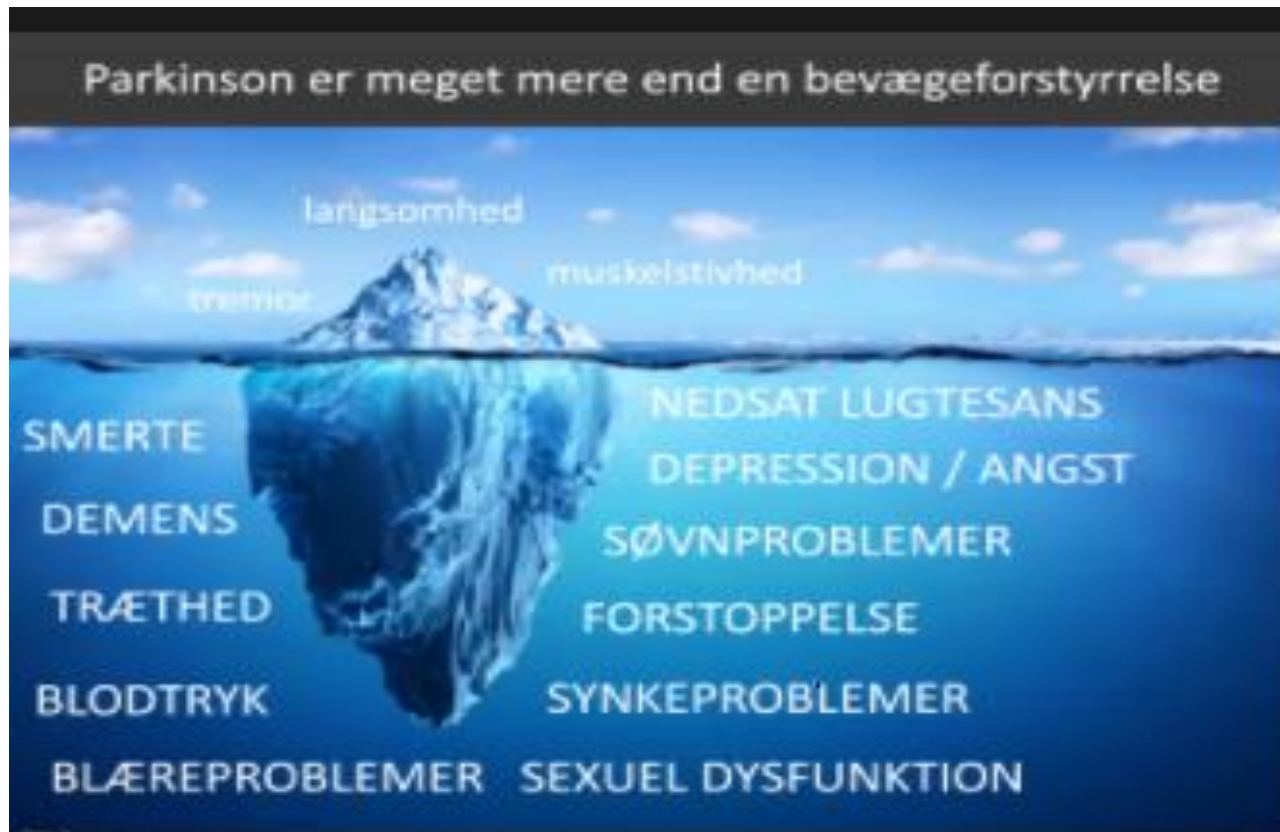 Parkinson er meget mere end en bevægeforstyrrelse
langsomhed
muskelstivhed
tremor
NEDSAT LUGTESANS
SMERTE
DEPRESSION / ANGST
DEMENS
SØVNPROBLEMER
TRÆTHED
FORSTOPPELSE
BLODTRYK
SYNKEPROBLEMER
BLÆREPROBLEMER
SEXUEL DYSFUNKTION